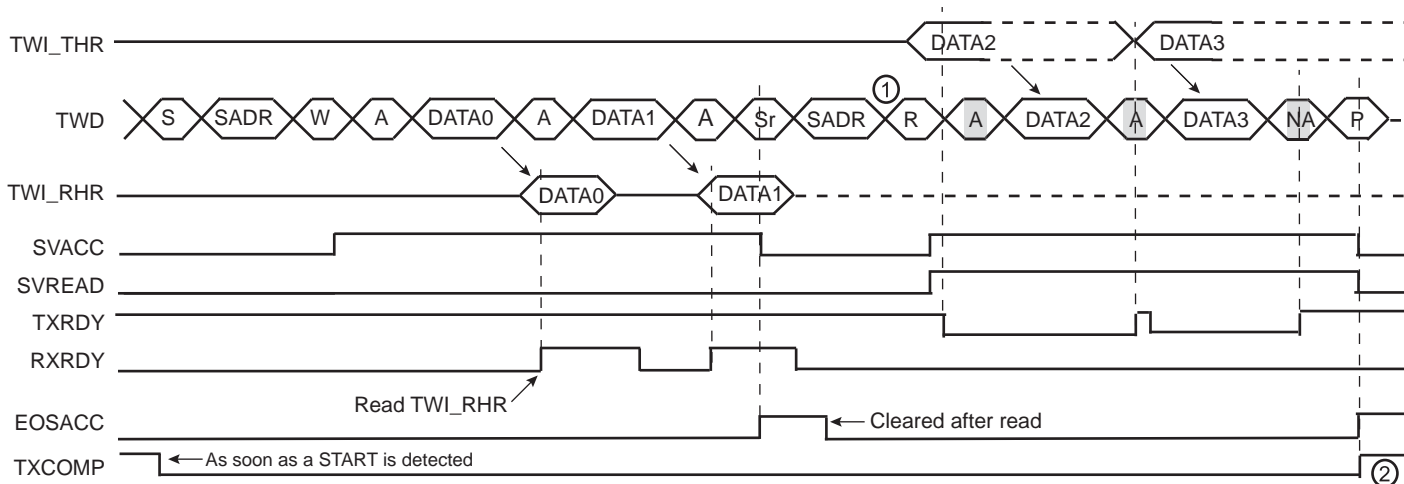 TWI_THR DATA2 DATA3
①
TWD S SADR W A DATA0 A DATA1 A Sr SADR R A DATA2 A DATA3 NA P
TWI_RHR DATA0 DATA1
SVACC
SVREAD
TXRDY
RXRDY
Read TWI_RHR
EOSACC Cleared after read
TXCOMP As soon as a START is detected ②